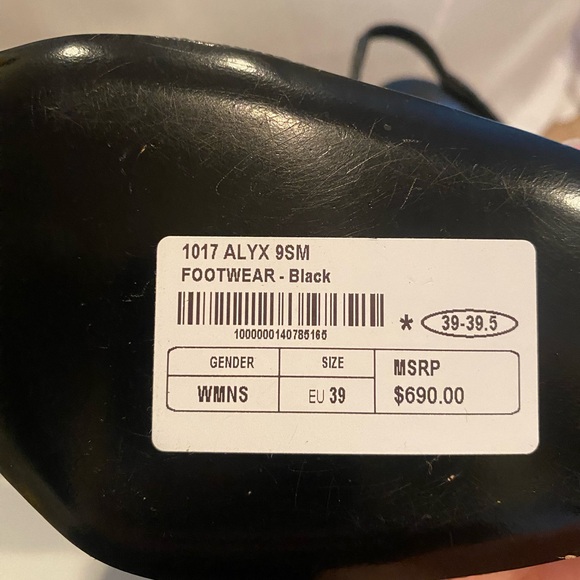 1017 ALYX 9SM
FOOTWEAR - Black
1000000140785165
* 39-39.5
GENDER SIZE MSRP
WMNS EU 39 $690.00